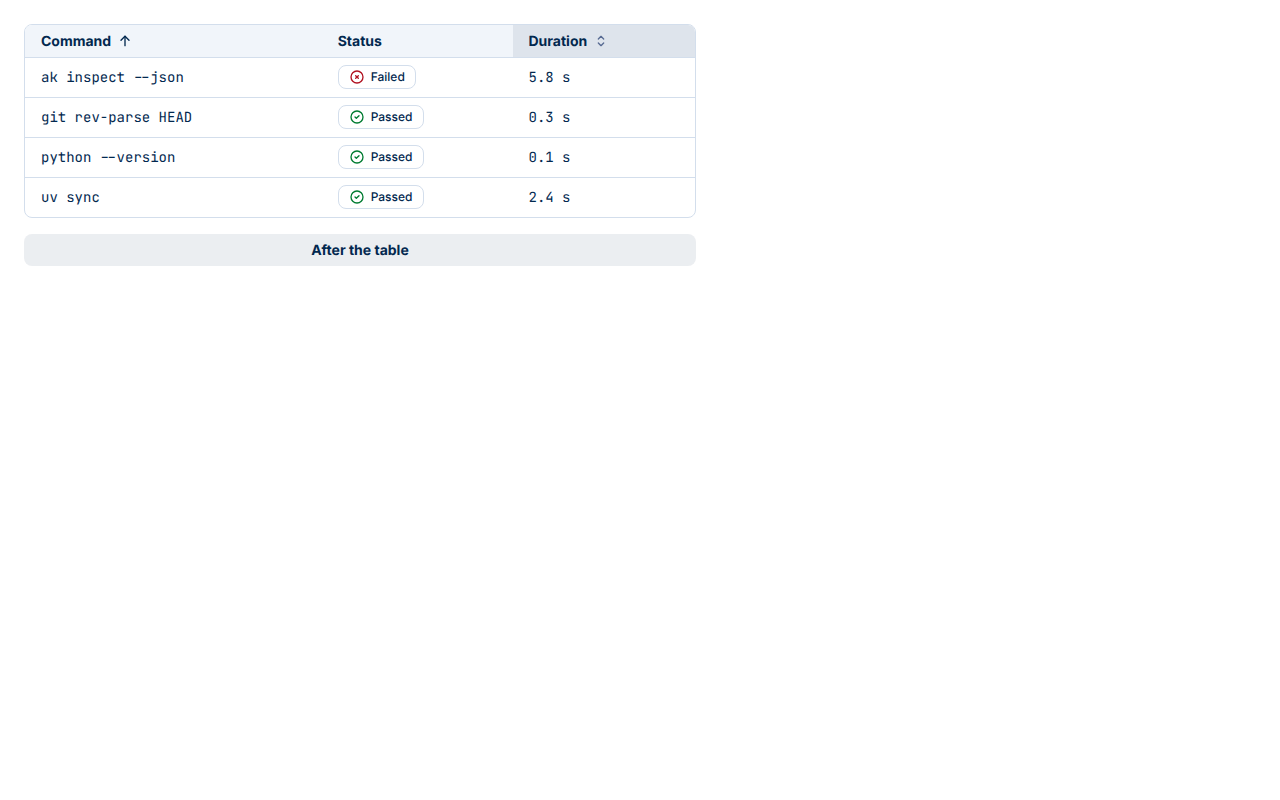 Command Status Duration
ak inspect --json Failed 5.8 s
git rev-parse HEAD Passed 0.3 s
python --version Passed 0.1 s
uv sync Passed 2.4 s
After the table